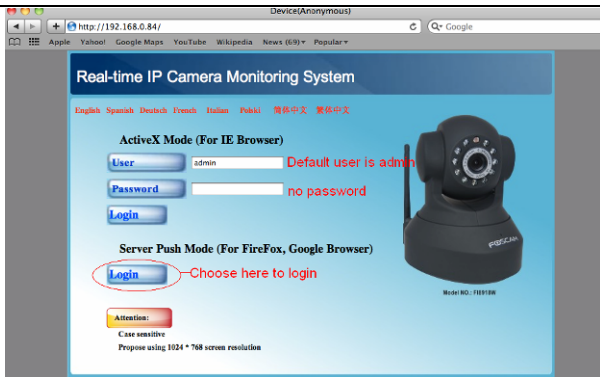 Device(Anonymous)
http://192.168.0.84/
Google
Apple Yahoo! Google Maps YouTube Wikipedia News (69) Popular
Real-time IP Camera Monitoring System
English Spanish Deutsch French Italian Polski 简体中文 繁体中文
ActiveX Mode (For IE Browser)
User admin Default user is admin
Password no password
Login
Server Push Mode (For FireFox, Google Browser)
Login Choose here to login
FOSCAM
Model NO.: FI8918W
Attention:
Case sensitive
Propose using 1024 * 768 screen resolution